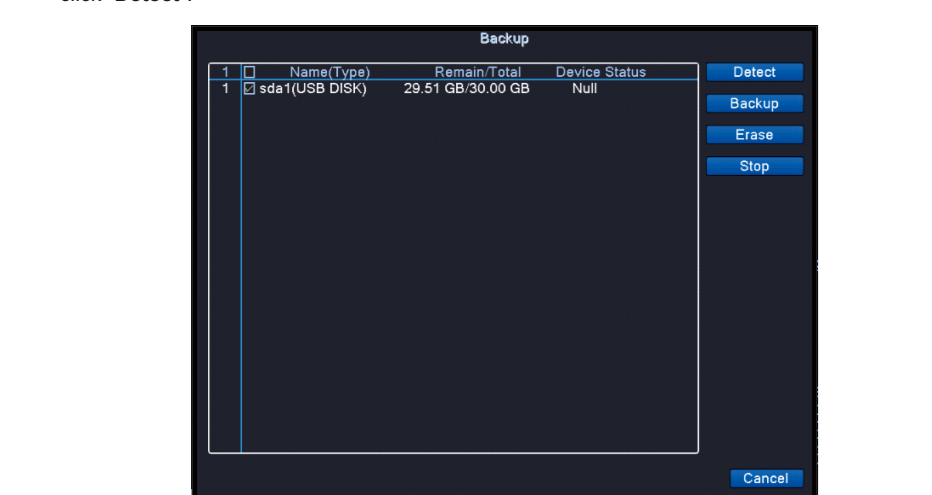 click "Detect".
Backup
1 Name(Type) Remain/Total Device Status
1 sda1(USB DISK) 29.51 GB/30.00 GB Null
Detect
Backup
Erase
Stop
Cancel